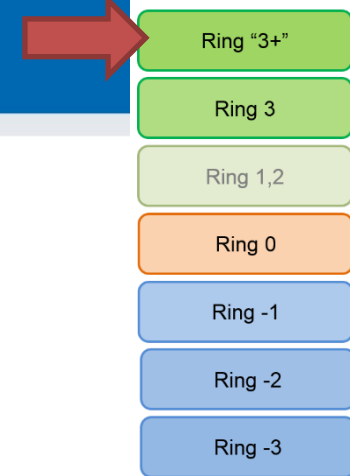 Ring “3+”
Ring 3
Ring 1,2
Ring 0
Ring -1
Ring -2
Ring -3